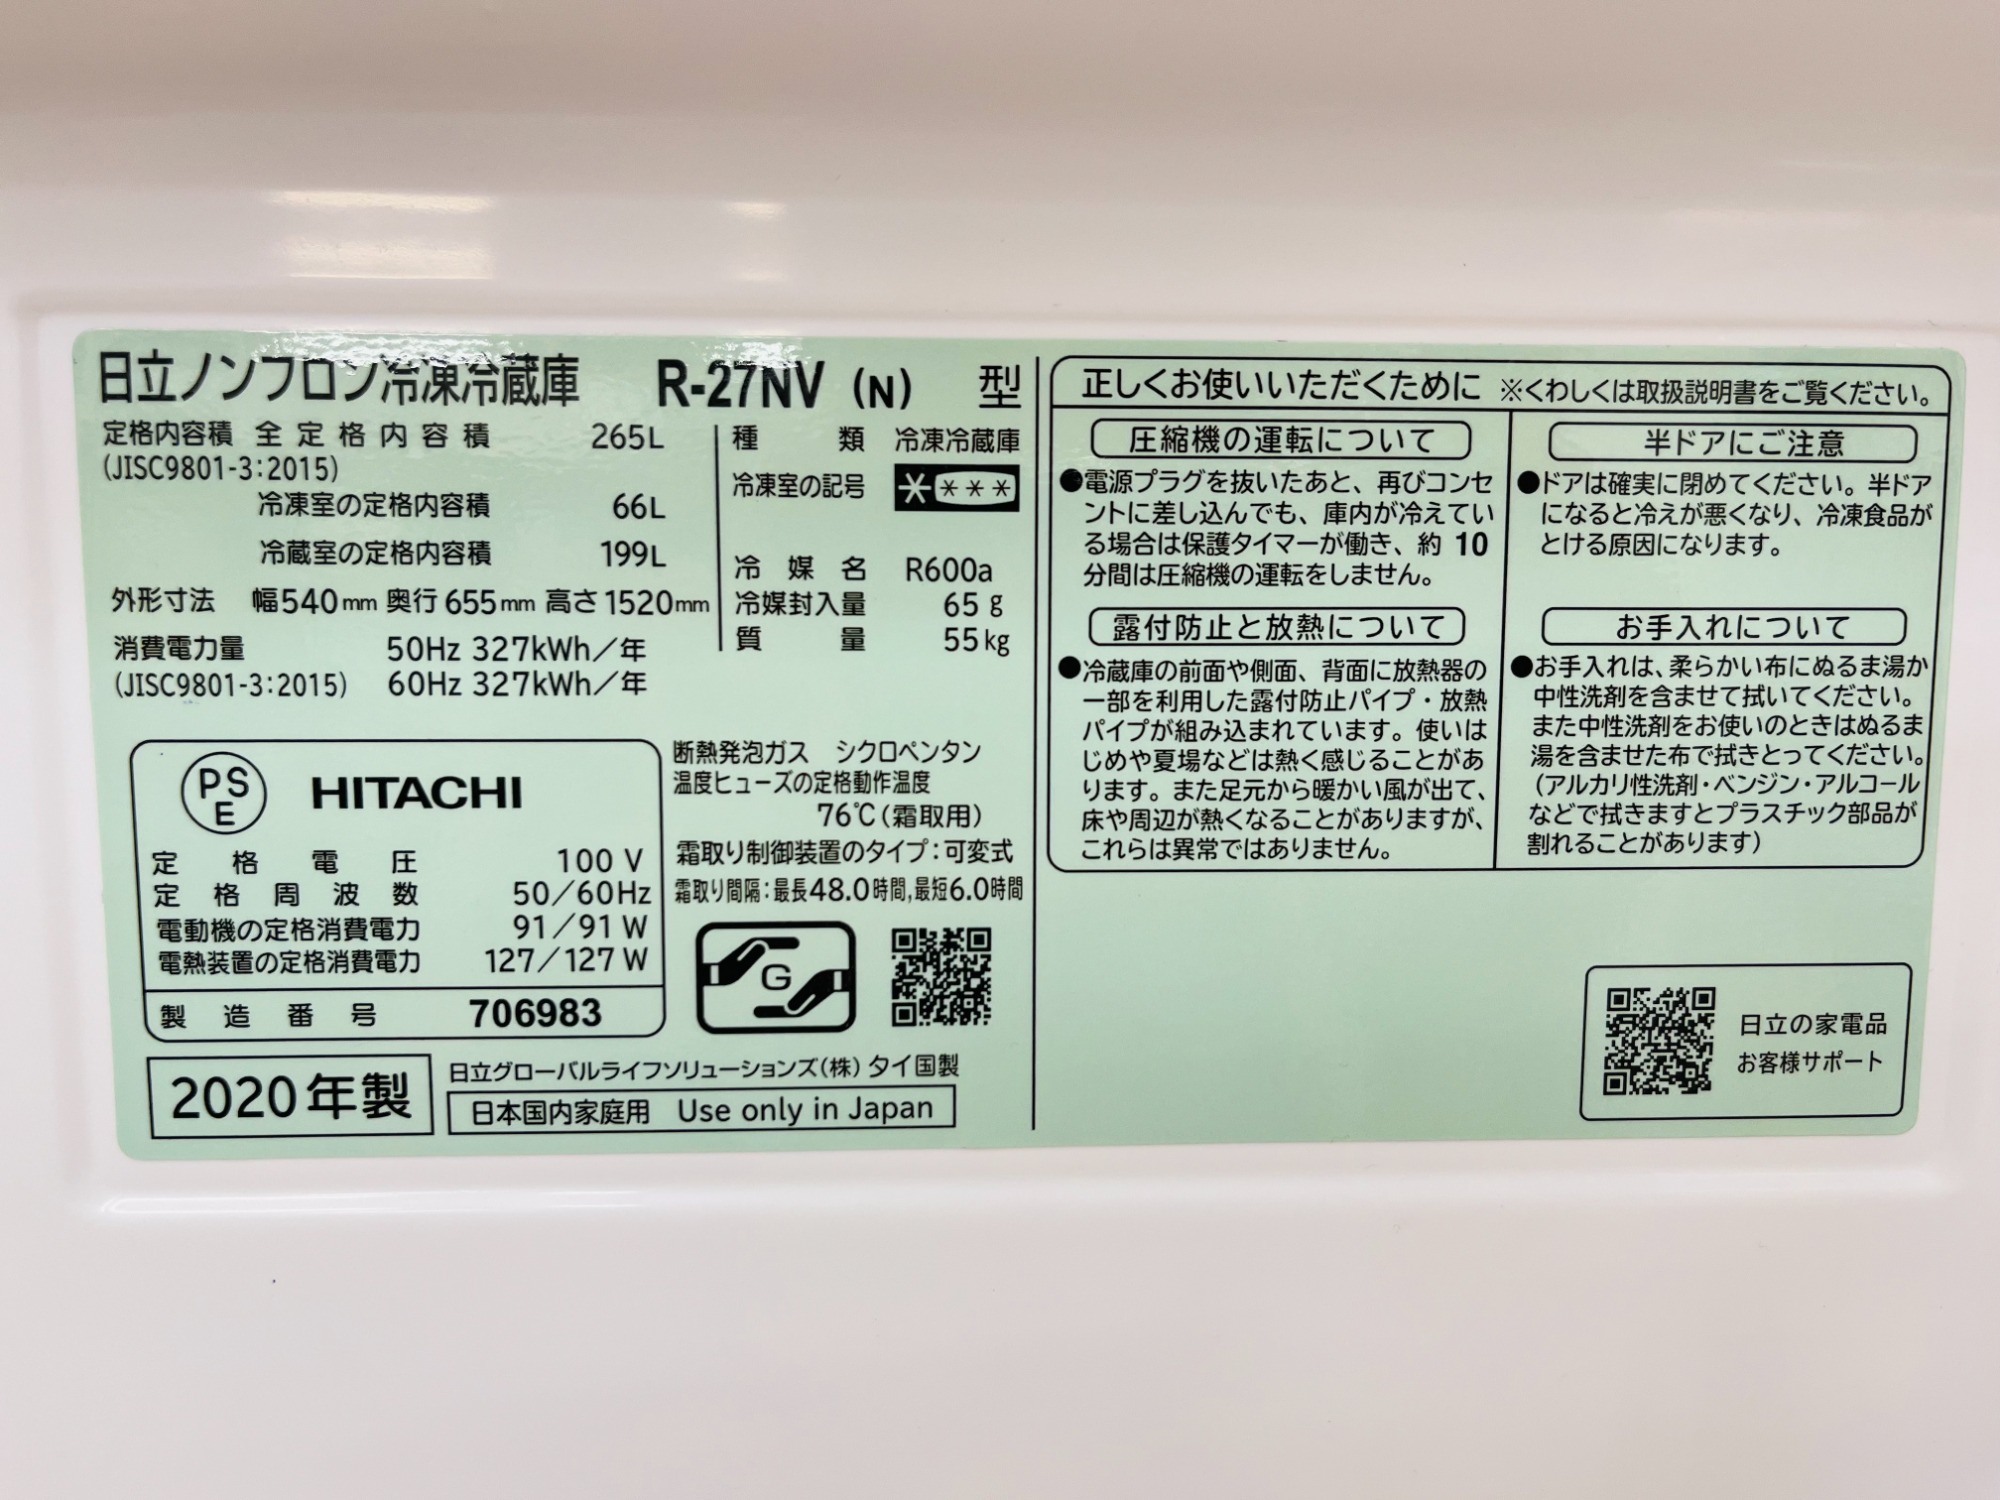 日立ノンフロン冷凍冷蔵庫 R-27NV (N) 型
定格内容積 全定格内容積 265L
(JISC9801-3:2015)
冷凍室の定格内容積 66L
冷蔵室の定格内容積 199L
外形寸法 幅540mm 奥行655mm 高さ1520mm
消費電力量 50Hz 327kWh/年
(JISC9801-3:2015) 60Hz 327kWh/年
種類 冷凍冷蔵庫
冷凍室の記号 ****
冷媒名 R600a
冷媒封入量 65g
質量 55kg
PS
E
HITACHI
定格電圧 100V
定格周波数 50/60Hz
電動機の定格消費電力 91/91W
電熱装置の定格消費電力 127/127W
製造番号 706983
断熱発泡ガス シクロペンタン
温度ヒューズの定格動作温度
76℃(霜取用)
霜取り制御装置のタイプ:可変式
霜取り間隔:最長48.0時間,最短6.0時間
G
2020年製
日立グローバルライフソリューションズ(株) タイ国製
日本国内家庭用 Use only in Japan
正しくお使いいただくために ※くわしくは取扱説明書をご覧ください。
圧縮機の運転について
●電源プラグを抜いたあと、再びコンセ
ントに差し込んでも、庫内が冷えてい
る場合は保護タイマーが働き、約10
分間は圧縮機の運転をしません。
露付防止と放熱について
●冷蔵庫の前面や側面、背面に放熱器の
一部を利用した露付防止パイプ・放熱
パイプが組み込まれています。使いは
じめや夏場などは熱く感じることがあ
ります。また足元から暖かい風が出て、
床や周辺が熱くなることがありますが、
これらは異常ではありません。
半ドアにご注意
●ドアは確実に閉めてください。半ドア
になると冷えが悪くなり、冷凍食品が
とける原因になります。
お手入れについて
●お手入れは、柔らかい布にぬるま湯か
中性洗剤を含ませて拭いてください。
また中性洗剤をお使いのときはぬるま
湯を含ませた布で拭きとってください。
(アルカリ性洗剤・ベンジン・アルコール
などで拭きますとプラスチック部品が
割れることがあります)
日立の家電品
お客様サポート